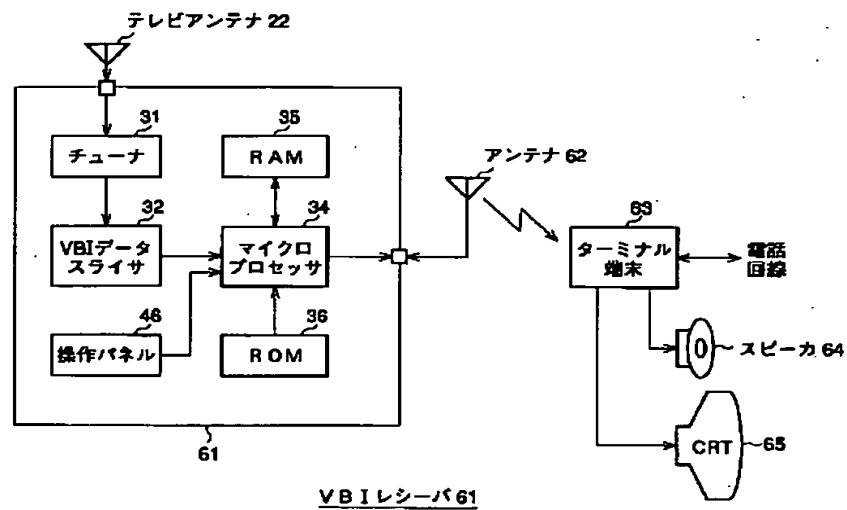 テレビアンテナ 22
31
チューナ
35
RAM
アンテナ 62
32
VBIデータ
スライサ
34
マイクロ
プロセッサ
63
ターミナル
端末
電話
回線
46
操作パネル
36
ROM
スピーカ 64
CRT
65
61
VBIレシーバ 61